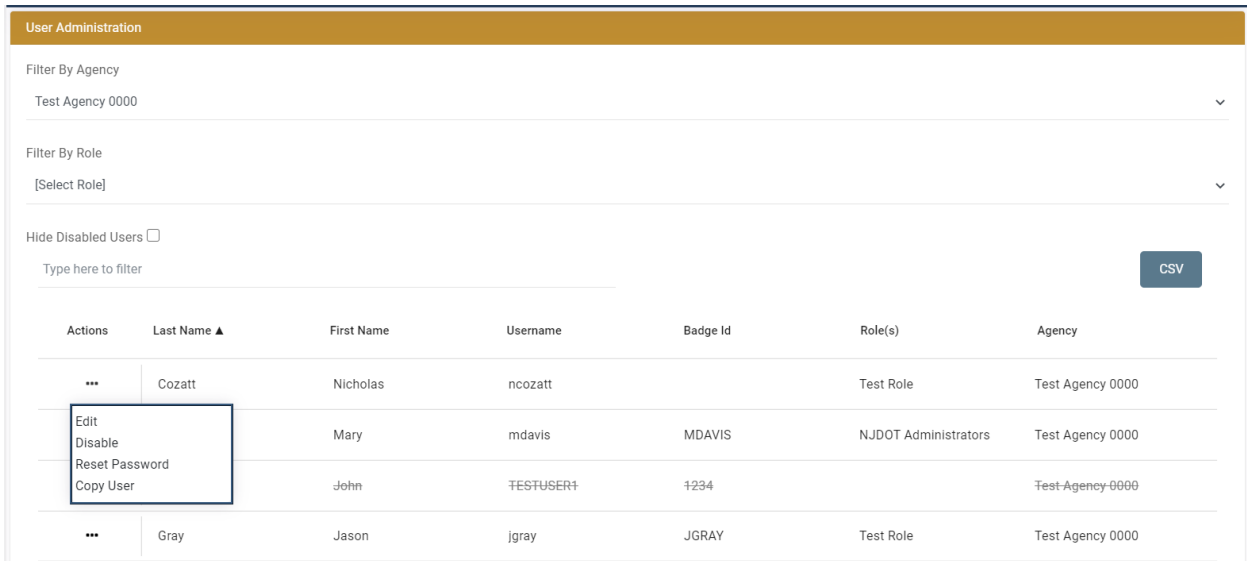 User Administration
Filter By Agency
Test Agency 0000
Filter By Role
[Select Role]
Hide Disabled Users
Type here to filter
CSV
Actions Last Name ▲ First Name Username Badge Id Role(s) Agency
••• Cozatt Nicholas ncozatt Test Role Test Agency 0000
Edit
Disable
Reset Password
Copy User
Mary mdavis MDAVIS NJDOT Administrators Test Agency 0000
John TESTUSER1 1234 Test Agency 0000
••• Gray Jason jgray JGRAY Test Role Test Agency 0000